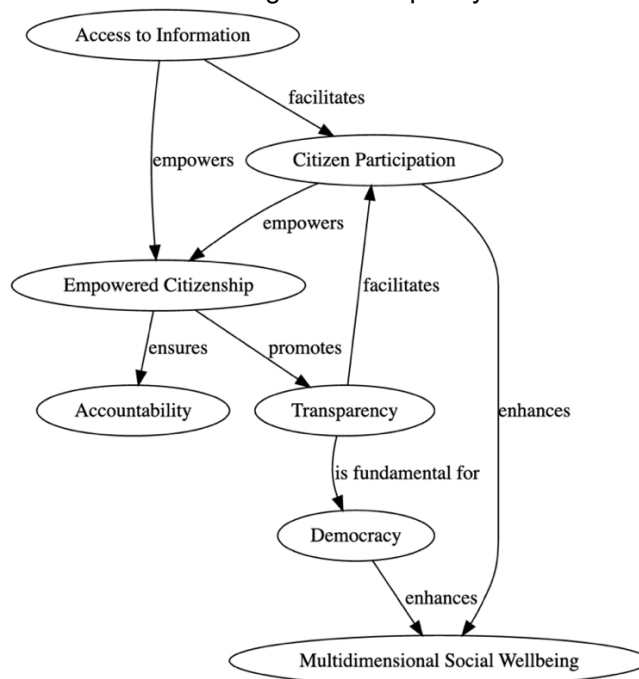 Access to Information
facilitates
empowers
Citizen Participation
empowers
Empowered Citizenship
facilitates
ensures
promotes
Accountability
Transparency
enhances
is fundamental for
Democracy
enhances
Multidimensional Social Wellbeing